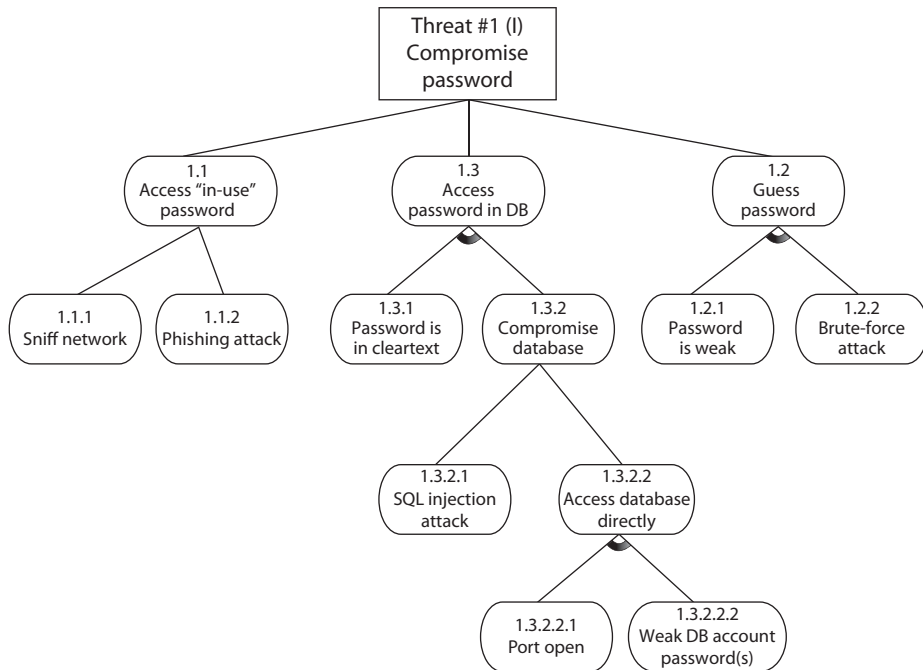 Threat #1 (I)
Compromise
password
1.1
Access “in-use”
password
1.3
Access
password in DB
1.2
Guess
password
1.1.1
Sniff network
1.1.2
Phishing attack
1.3.1
Password is
in cleartext
1.3.2
Compromise
database
1.2.1
Password
is weak
1.2.2
Brute-force
attack
1.3.2.1
SQL injection
attack
1.3.2.2
Access database
directly
1.3.2.2.1
Port open
1.3.2.2.2
Weak DB account
password(s)